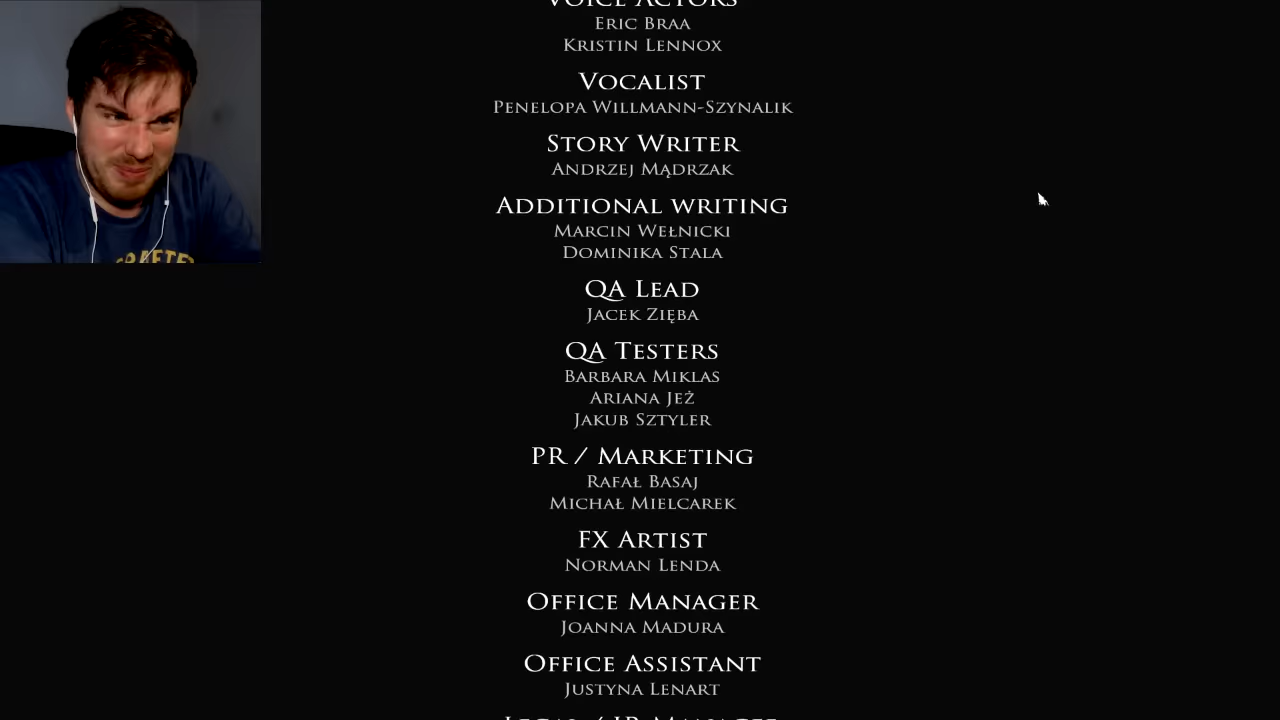 Voice Actors
Eric Braa
Kristin Lennox
Vocalist
Penelopa Willmann-Szynalik
Story Writer
Andrzej Mądrzak
Additional writing
Marcin Wełnicki
Dominika Stala
QA Lead
Jacek Zięba
QA Testers
Barbara Miklas
Ariana Jeż
Jakub Sztyler
PR / Marketing
Rafał Basaj
Michał Mielcarek
FX Artist
Norman Lenda
Office Manager
Joanna Madura
Office Assistant
Justyna Lenart